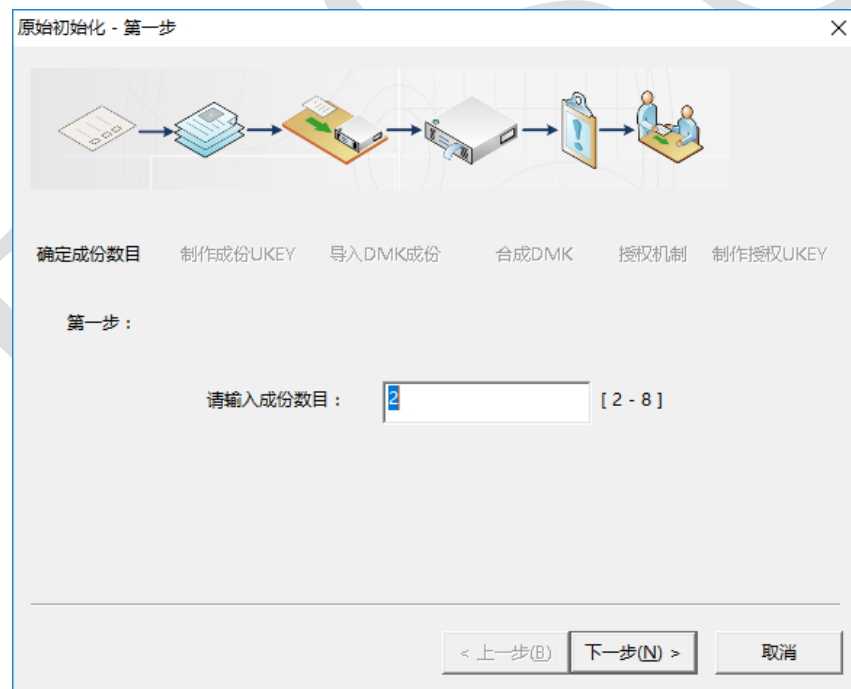 原始初始化 - 第一步
确定成份数目 制作成份UKEY 导入DMK成份 合成DMK 授权机制 制作授权UKEY
第一步：
请输入成份数目： 2 [ 2 - 8 ]
< 上一步(B) 下一步(N) > 取消